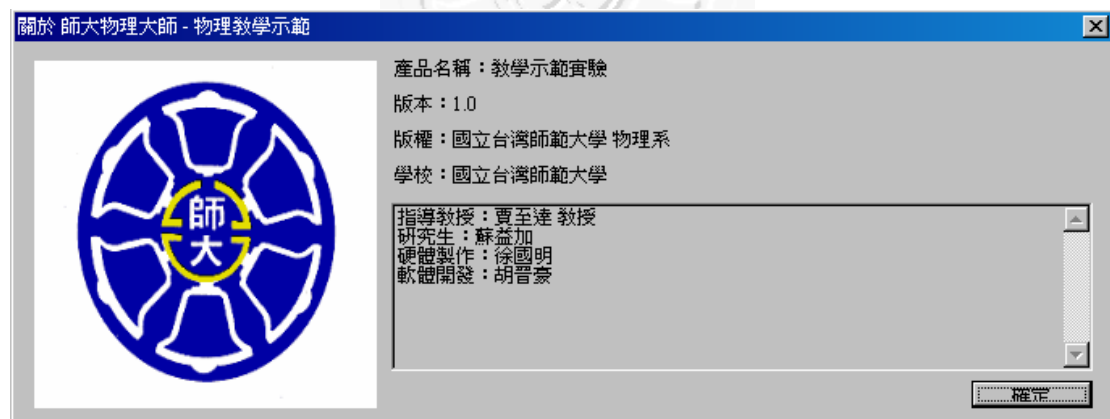 關於 師大物理大師 - 物理教學示範
師
大
產品名稱：教學示範實驗
版本：1.0
版權：國立台灣師範大學 物理系
學校：國立台灣師範大學
指導教授：賈至達 教授
研究生：蘇益加
硬體製作：徐國明
軟體開發：胡晋豪
確定